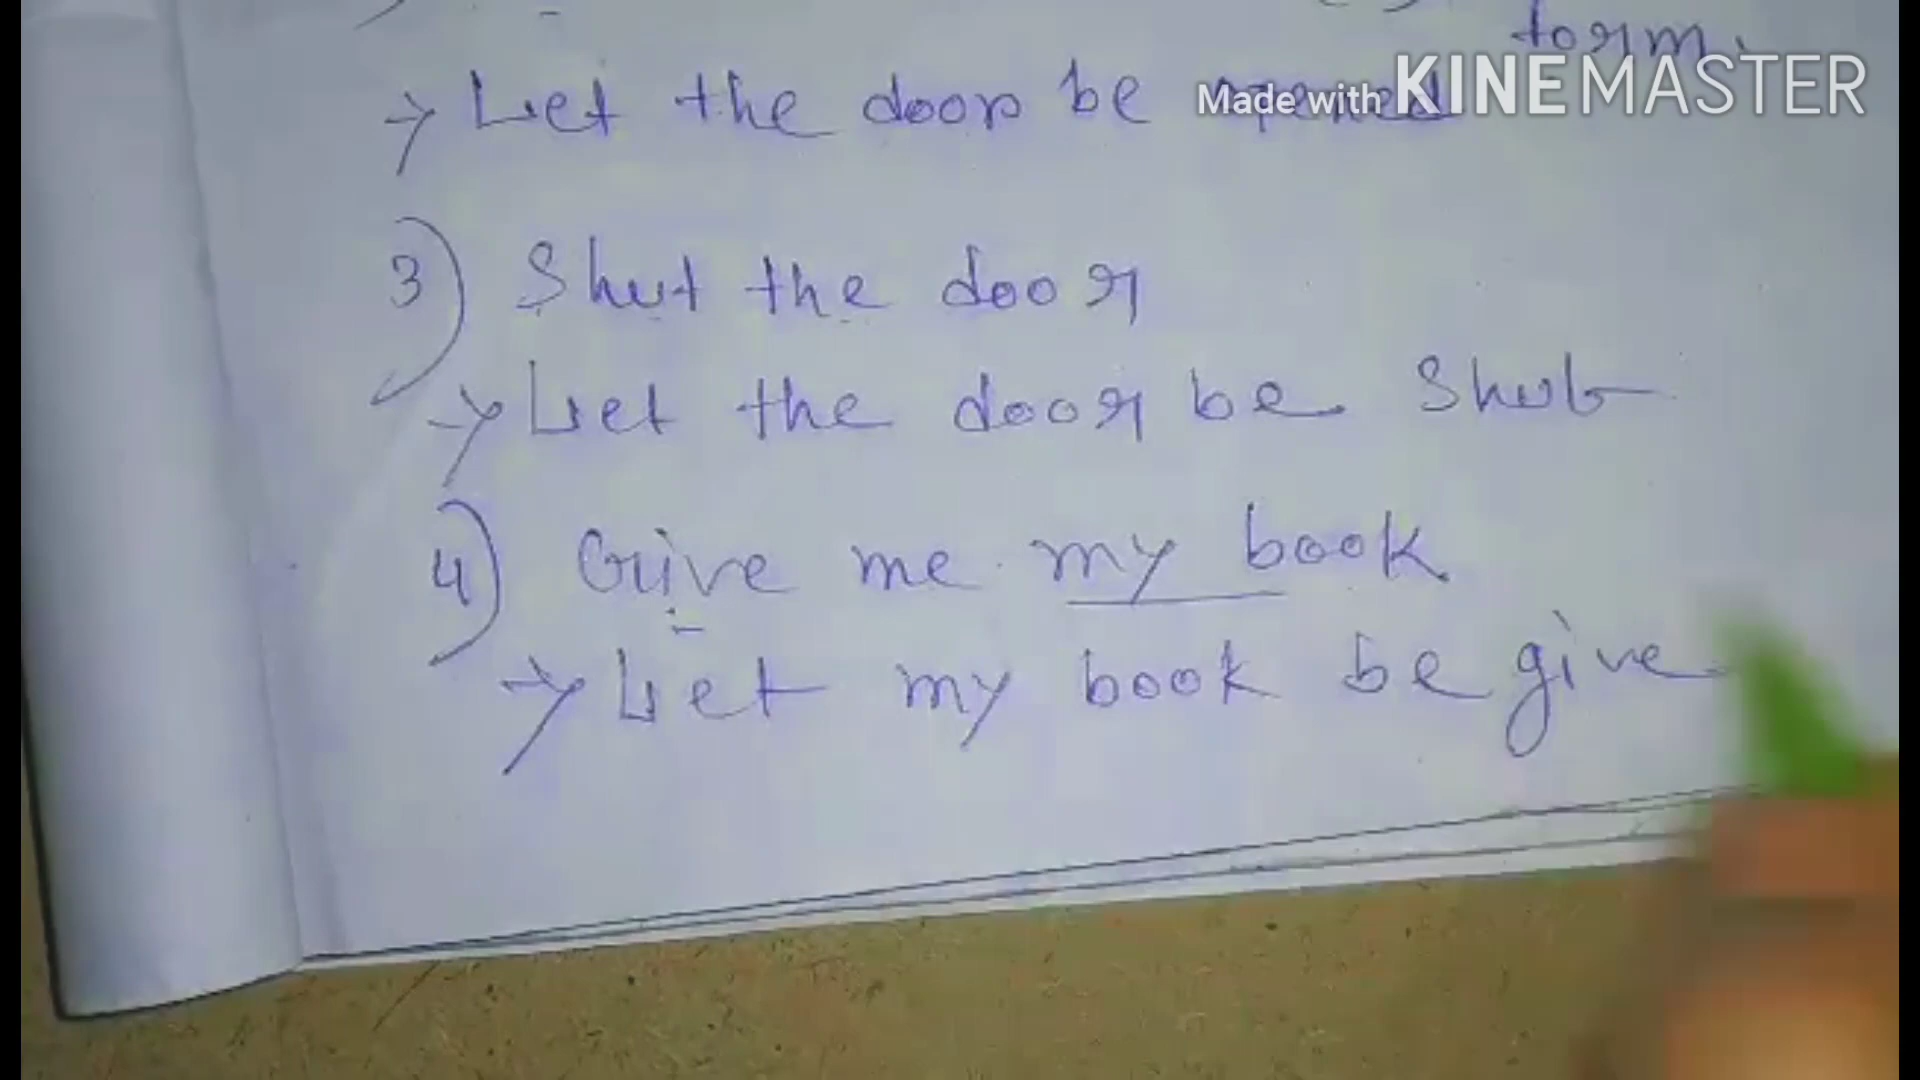 form.
→ Let the door be opened
Made with KINEMASTER
3) Shut the door
→ Let the door be Shut
4) Give me my book
→ Let my book be give